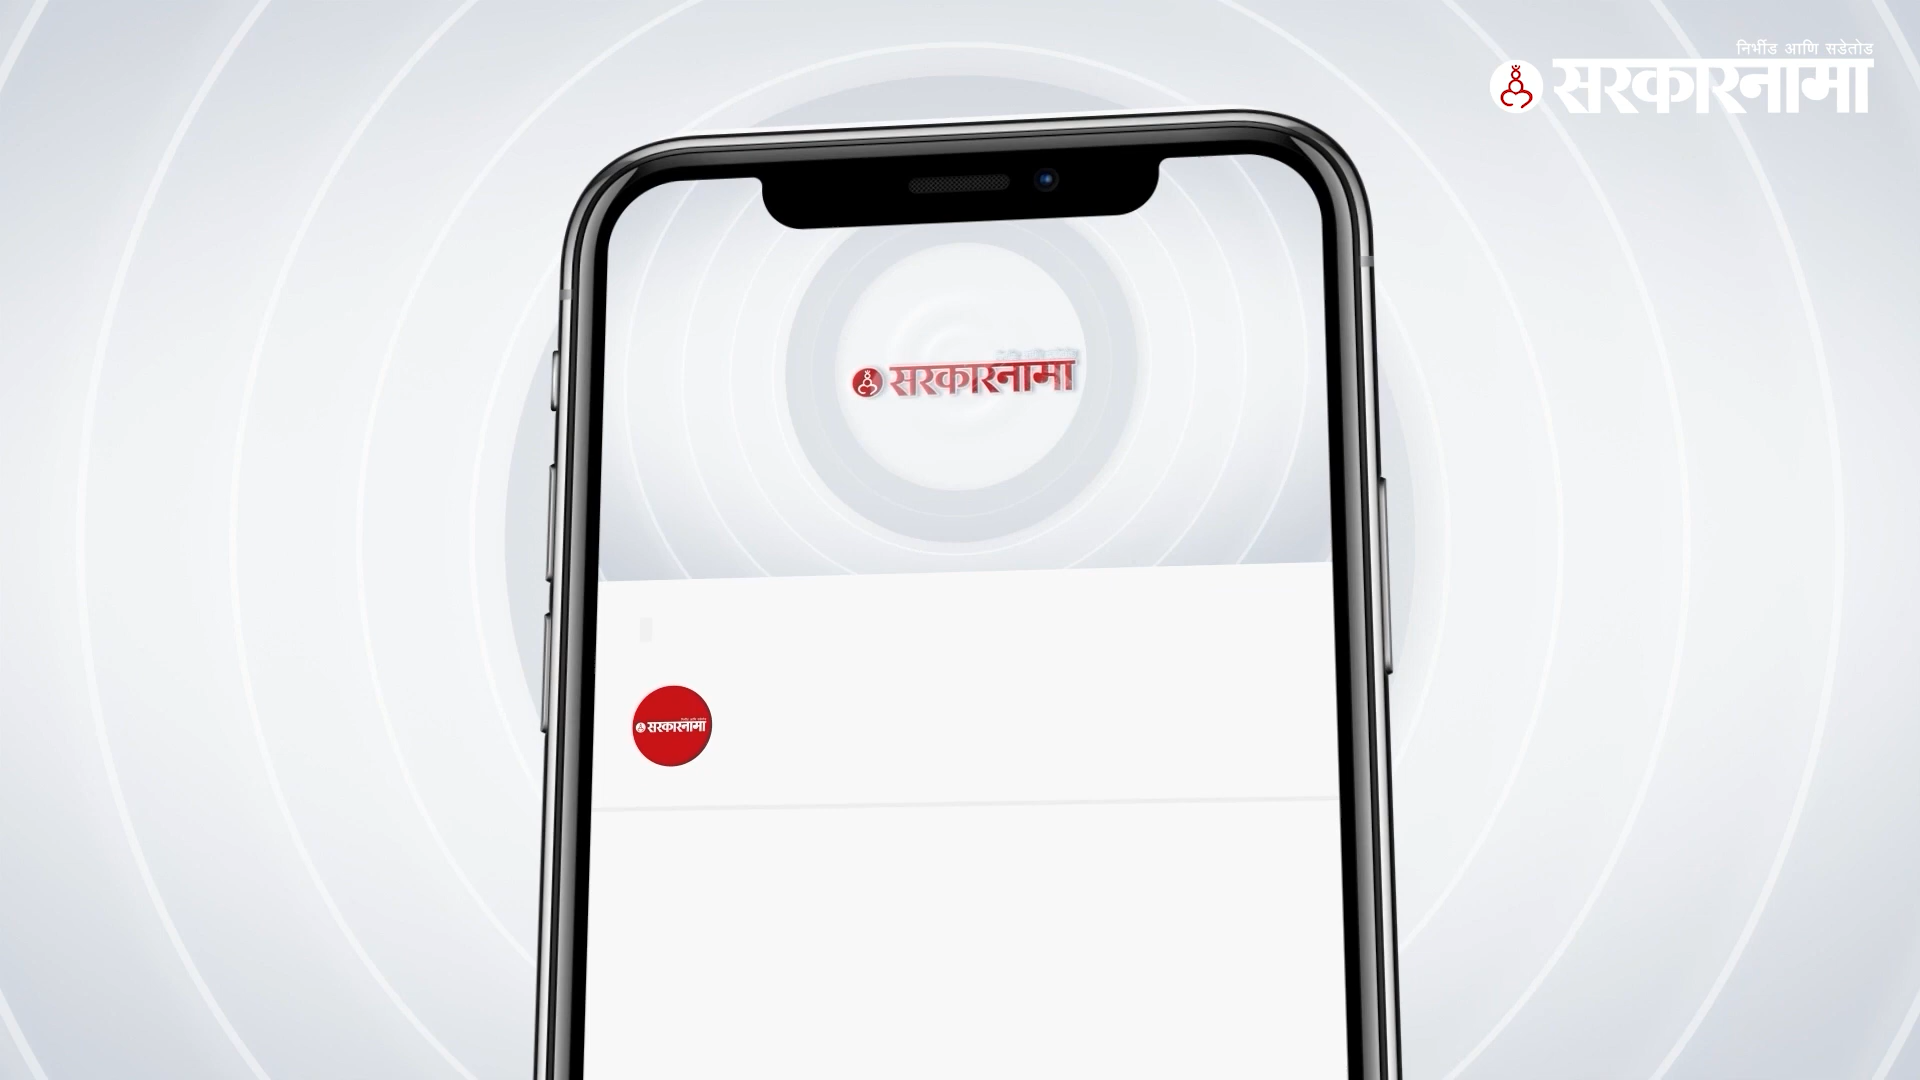 निर्भीड आणि सडेतोड
सरकारनामा
सरकारनामा
सरकारनामा